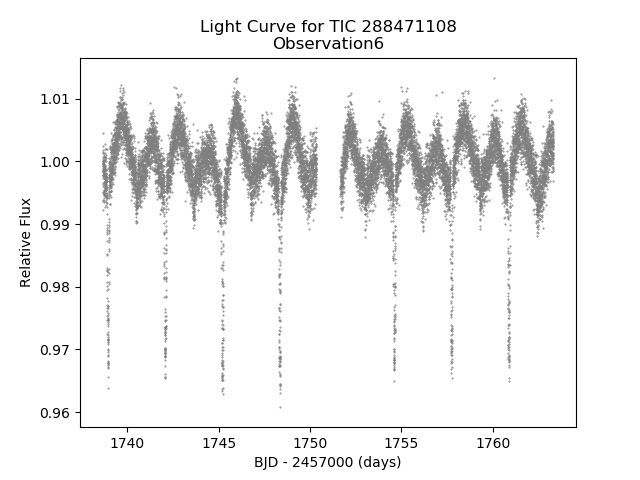 Light Curve for TIC 288471108
Observation6
1.01
1.00
0.99
0.98
0.97
0.96
Relative Flux
1740 1745 1750 1755 1760
BJD - 2457000 (days)